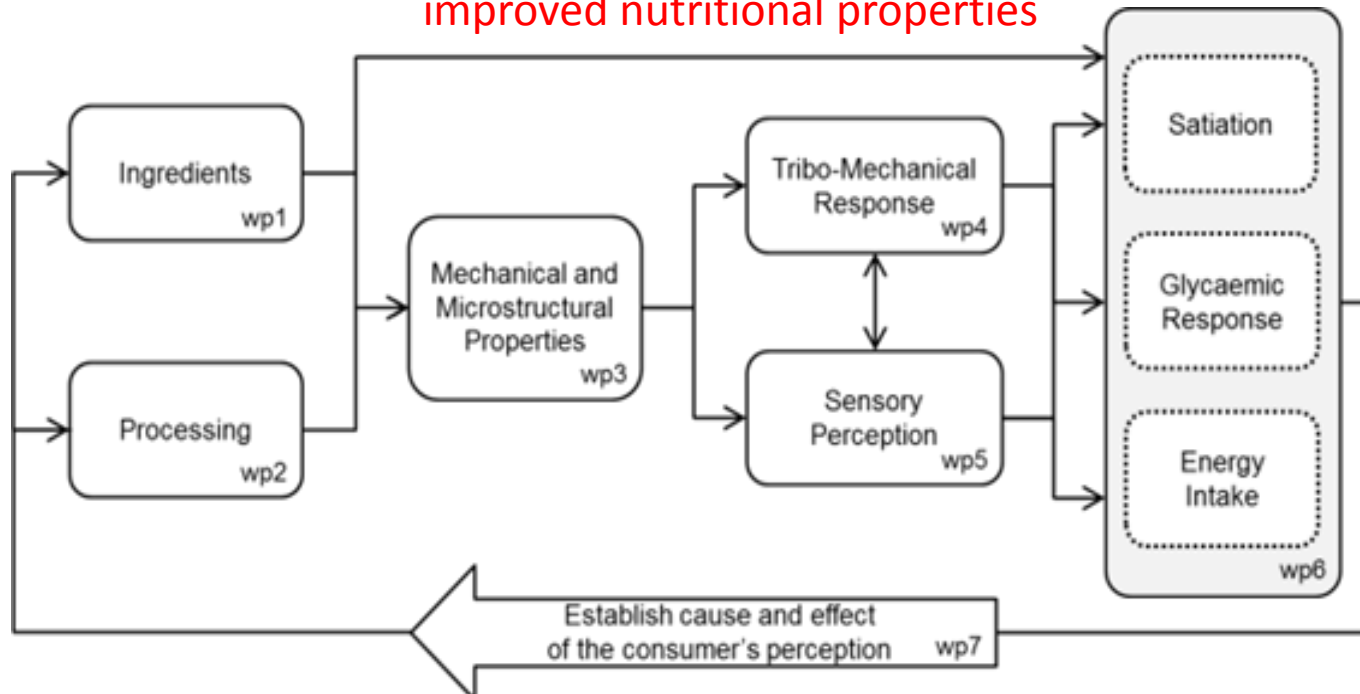 improved nutritional properties
Ingredients
wp1
Processing
wp2
Mechanical and
Microstructural
Properties
wp3
Tribo-Mechanical
Response
wp4
Sensory
Perception
wp5
Satiation
Glycaemic
Response
Energy
Intake
wp6
Establish cause and effect
of the consumer's perception
wp7